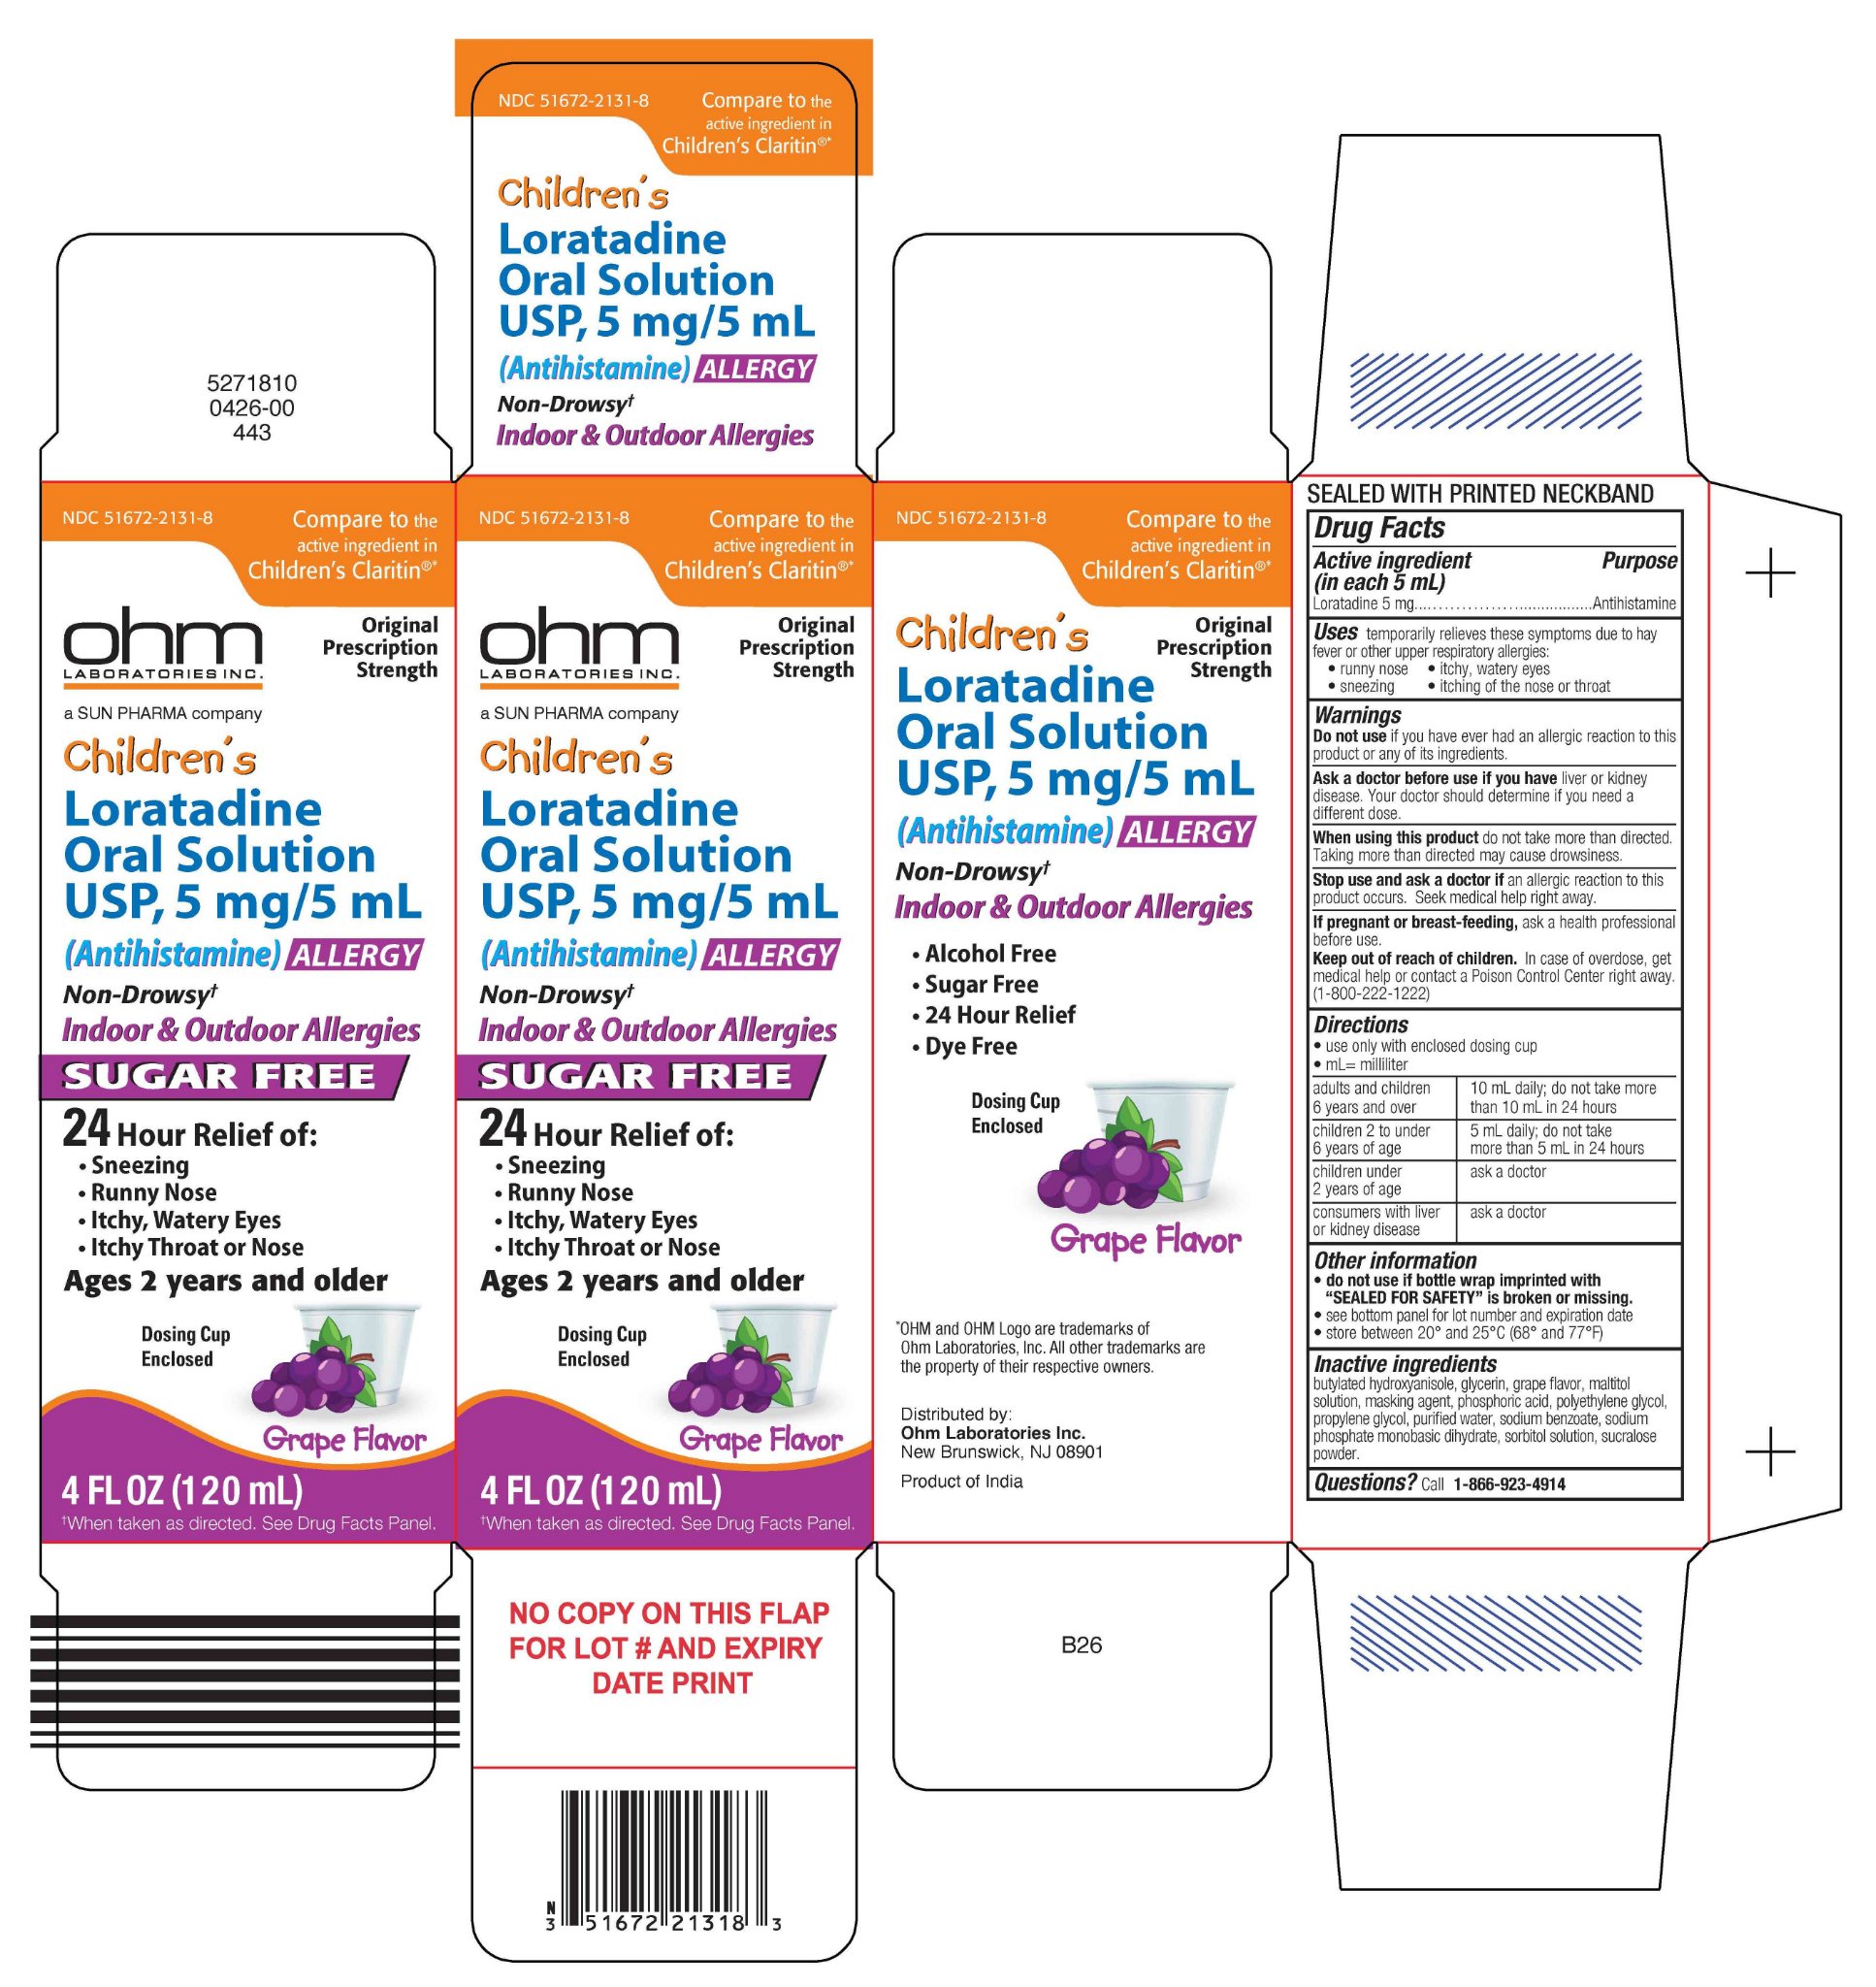 NDC 51672-2131-8
Compare to the
active ingredient in
Children's Claritin®*
Children's
Loratadine
Oral Solution
USP, 5 mg/5 mL
(Antihistamine) ALLERGY
Non-Drowsy†
Indoor & Outdoor Allergies
5271810
0426-00
443
NDC 51672-2131-8
Compare to the
active ingredient in
Children's Claritin®*
ohm
LABORATORIES INC.
a SUN PHARMA company
Original
Prescription
Strength
Children's
Loratadine
Oral Solution
USP, 5 mg/5 mL
(Antihistamine) ALLERGY
Non-Drowsy†
Indoor & Outdoor Allergies
SUGAR FREE
24 Hour Relief of:
• Sneezing
• Runny Nose
• Itchy, Watery Eyes
• Itchy Throat or Nose
Ages 2 years and older
Dosing Cup
Enclosed
Grape Flavor
4 FL OZ (120 mL)
†When taken as directed. See Drug Facts Panel.
NDC 51672-2131-8
Compare to the
active ingredient in
Children's Claritin®*
ohm
LABORATORIES INC.
a SUN PHARMA company
Original
Prescription
Strength
Children's
Loratadine
Oral Solution
USP, 5 mg/5 mL
(Antihistamine) ALLERGY
Non-Drowsy†
Indoor & Outdoor Allergies
SUGAR FREE
24 Hour Relief of:
• Sneezing
• Runny Nose
• Itchy, Watery Eyes
• Itchy Throat or Nose
Ages 2 years and older
Dosing Cup
Enclosed
Grape Flavor
4 FL OZ (120 mL)
†When taken as directed. See Drug Facts Panel.
NO COPY ON THIS FLAP
FOR LOT # AND EXPIRY
DATE PRINT
N
3 51672 21318 3
NDC 51672-2131-8
Compare to the
active ingredient in
Children's Claritin®*
Children's
Original
Prescription
Strength
Loratadine
Oral Solution
USP, 5 mg/5 mL
(Antihistamine) ALLERGY
Non-Drowsy†
Indoor & Outdoor Allergies
• Alcohol Free
• Sugar Free
• 24 Hour Relief
• Dye Free
Dosing Cup
Enclosed
Grape Flavor
*OHM and OHM Logo are trademarks of
Ohm Laboratories, Inc. All other trademarks are
the property of their respective owners.
Distributed by:
Ohm Laboratories Inc.
New Brunswick, NJ 08901
Product of India
B26
SEALED WITH PRINTED NECKBAND
Drug Facts
Active ingredient Purpose
(in each 5 mL)
Loratadine 5 mg..................................Antihistamine
Uses temporarily relieves these symptoms due to hay
fever or other upper respiratory allergies:
• runny nose • itchy, watery eyes
• sneezing • itching of the nose or throat
Warnings
Do not use if you have ever had an allergic reaction to this
product or any of its ingredients.
Ask a doctor before use if you have liver or kidney
disease. Your doctor should determine if you need a
different dose.
When using this product do not take more than directed.
Taking more than directed may cause drowsiness.
Stop use and ask a doctor if an allergic reaction to this
product occurs. Seek medical help right away.
If pregnant or breast-feeding, ask a health professional
before use.
Keep out of reach of children. In case of overdose, get
medical help or contact a Poison Control Center right away.
(1-800-222-1222)
Directions
• use only with enclosed dosing cup
• mL= milliliter
adults and children 10 mL daily; do not take more
6 years and over than 10 mL in 24 hours
children 2 to under 5 mL daily; do not take
6 years of age more than 5 mL in 24 hours
children under ask a doctor
2 years of age
consumers with liver ask a doctor
or kidney disease
Other information
• do not use if bottle wrap imprinted with
“SEALED FOR SAFETY” is broken or missing.
• see bottom panel for lot number and expiration date
• store between 20° and 25°C (68° and 77°F)
Inactive ingredients
butylated hydroxyanisole, glycerin, grape flavor, maltitol
solution, masking agent, phosphoric acid, polyethylene glycol,
propylene glycol, purified water, sodium benzoate, sodium
phosphate monobasic dihydrate, sorbitol solution, sucralose
powder.
Questions? Call 1-866-923-4914